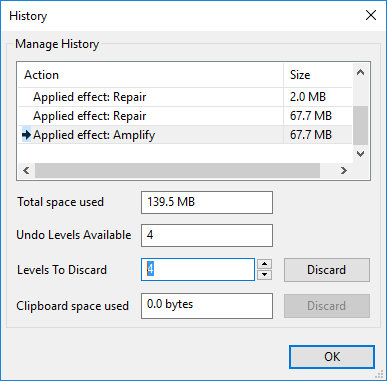 History
Manage History
Action Size
Applied effect: Repair 2.0 MB
Applied effect: Repair 67.7 MB
Applied effect: Amplify 67.7 MB
Total space used 139.5 MB
Undo Levels Available 4
Levels To Discard 4 Discard
Clipboard space used 0.0 bytes Discard
OK